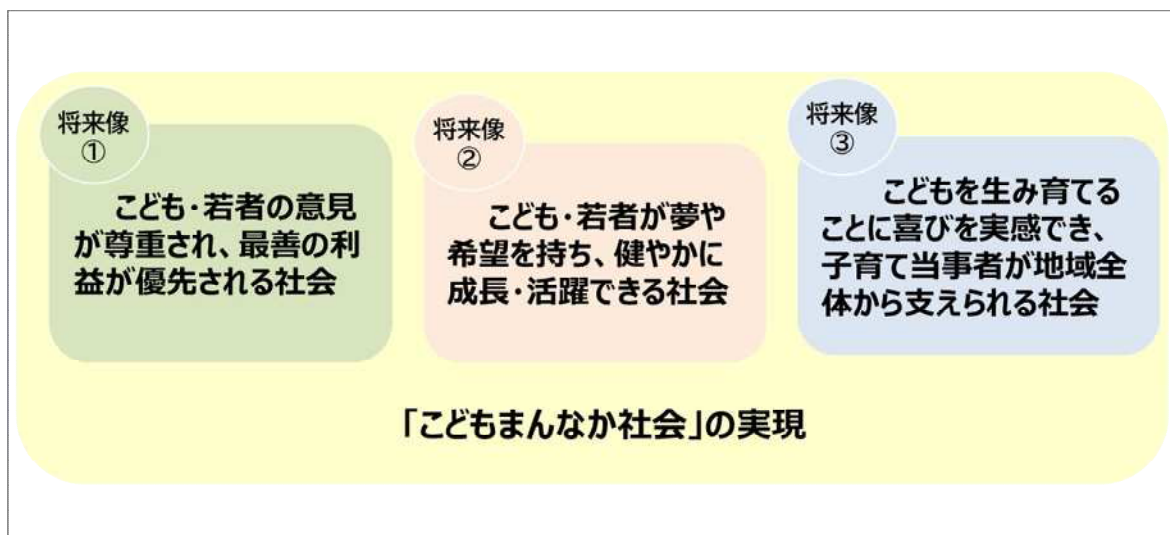 将来像
①
こども・若者の意見
が尊重され、最善の利
益が優先される社会
将来像
②
こども・若者が夢や
希望を持ち、健やかに
成長・活躍できる社会
将来像
③
こどもを生み育てる
ことに喜びを実感でき、
子育て当事者が地域全
体から支えられる社会
「こどもまんなか社会」の実現